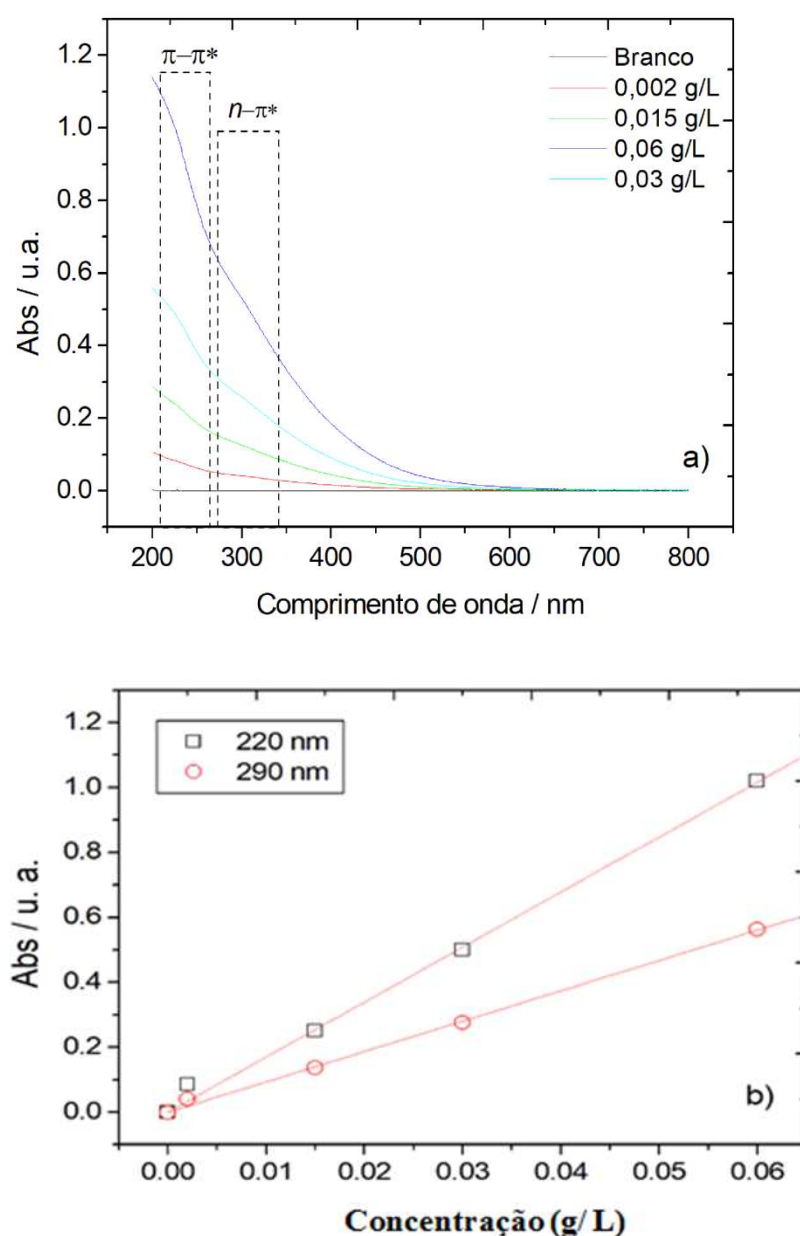 π–π*
n–π*
Branco
0,002 g/L
0,015 g/L
0,06 g/L
0,03 g/L
1.2
1.0
0.8
0.6
0.4
0.2
0.0
Abs / u.a.
a)
200 300 400 500 600 700 800
Comprimento de onda / nm
220 nm
290 nm
1.2
1.0
0.8
0.6
0.4
0.2
0.0
Abs / u. a.
b)
0.00 0.01 0.02 0.03 0.04 0.05 0.06
Concentração (g/ L)